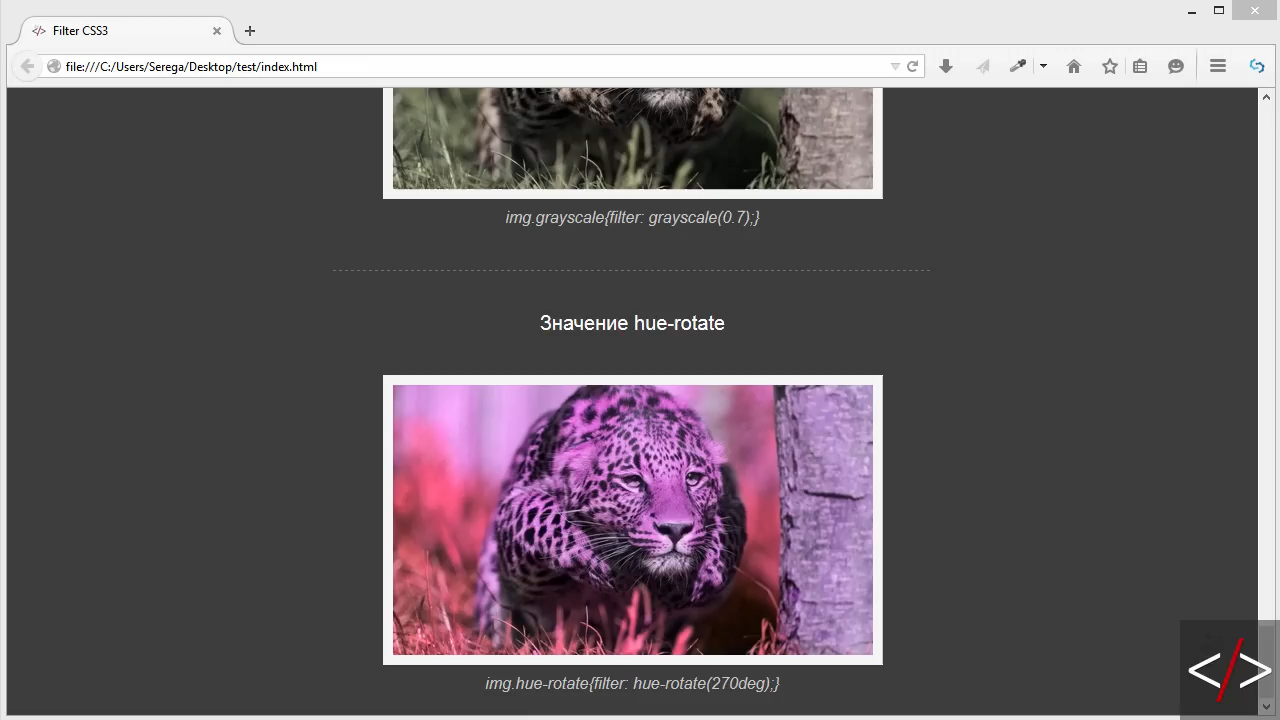 Filter CSS3
file:///C:/Users/Serega/Desktop/test/index.html
img.grayscale{filter: grayscale(0.7);}
Значение hue-rotate
img.hue-rotate{filter: hue-rotate(270deg);}
</>